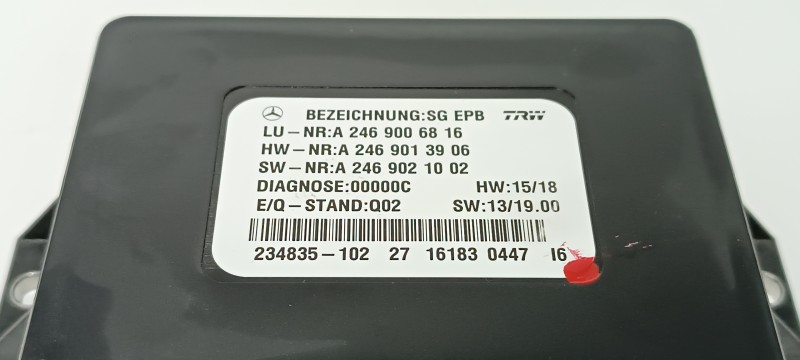 BEZEICHNUNG:SG EPB TRW
LU-NR:A 246 900 68 16
HW-NR:A 246 901 39 06
SW-NR:A 246 902 10 02
DIAGNOSE:00000C HW:15/18
E/Q-STAND:Q02 SW:13/19.00
234835-102 27 16183 0447 I6